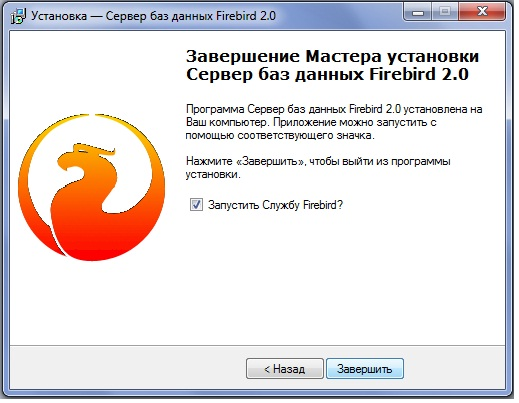 Установка — Сервер баз данных Firebird 2.0
Завершение Мастера установки
Сервер баз данных Firebird 2.0
Программа Сервер баз данных Firebird 2.0 установлена на
Ваш компьютер. Приложение можно запустить с
помощью соответствующего значка.
Нажмите «Завершить», чтобы выйти из программы
установки.
Запустить Службу Firebird?
< Назад
Завершить